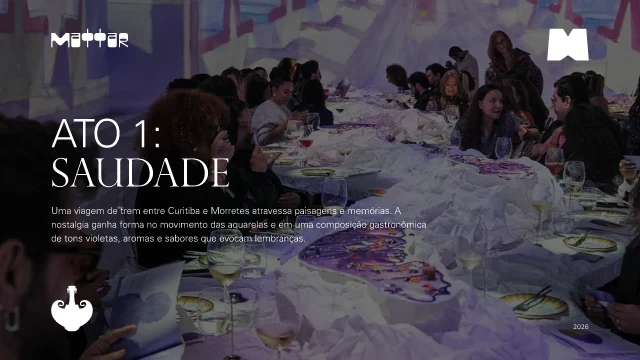 Mattar
ATO 1:
SAUDADE
Uma viagem de trem entre Curitiba e Morretes atravessa paisagens e memórias. A
nostalgia ganha forma no movimento das aquarelas e em uma composição gastronômica
de tons violetas, aromas e sabores que evocam lembranças.
2026